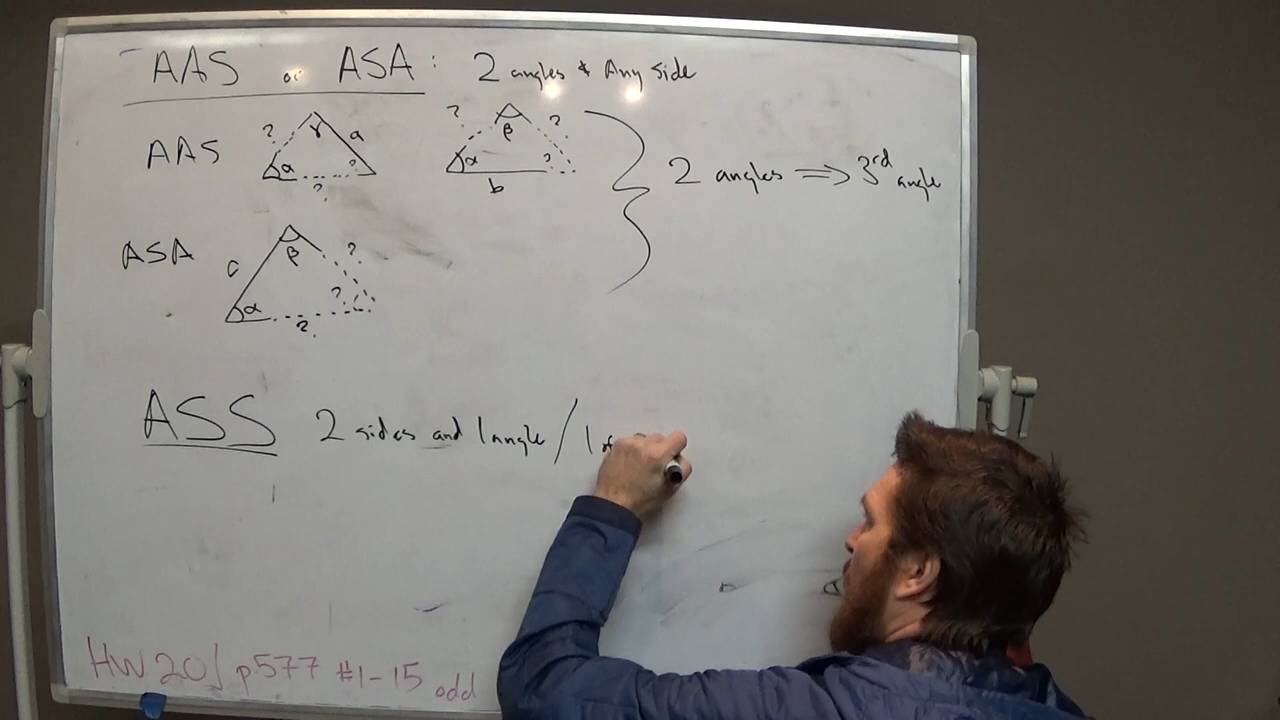 AAS or ASA: 2 angles & Any side
AAS ? γ a α ? ? ? β ? α ? b
2 angles ⟹ 3rd angle
ASA c β ? α ? ?
ASS 2 sides and 1 angle / 1
HW 20 / p577 #1-15 odd